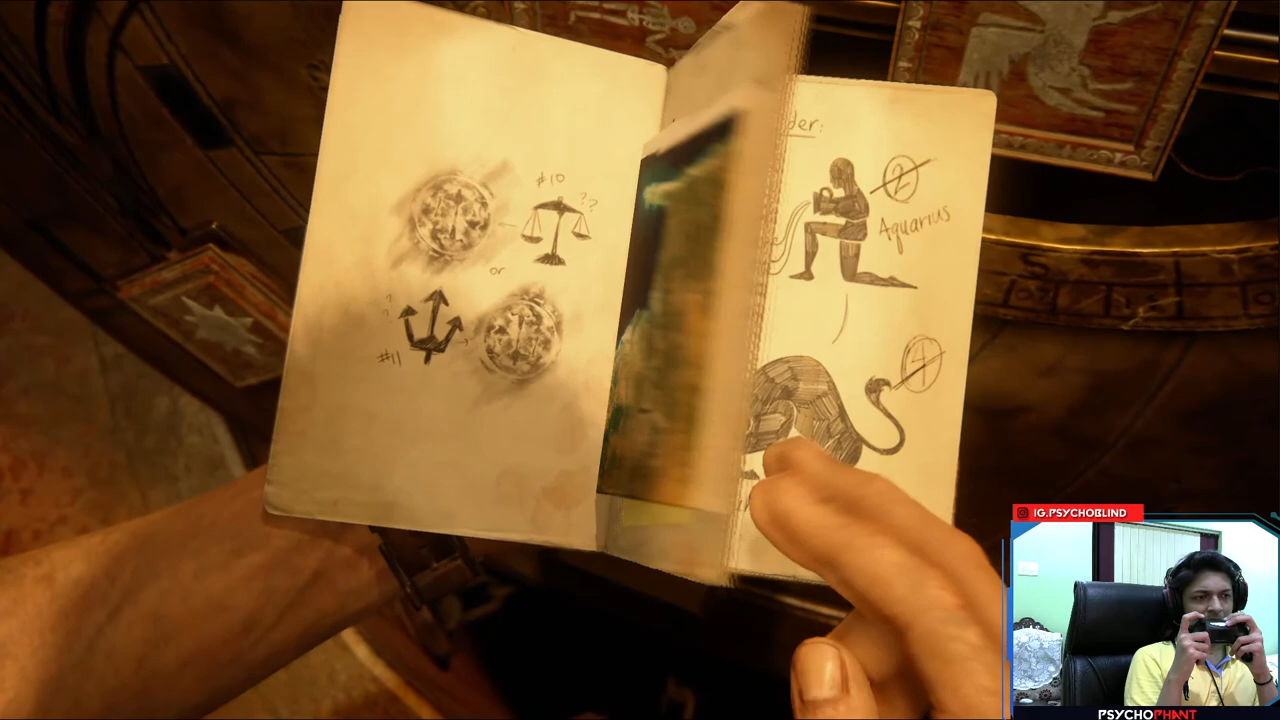 #10
??
or
?
#11
der:
2
Aquarius
4
IG.PSYCHOBLIND
PSYCHOPHANT